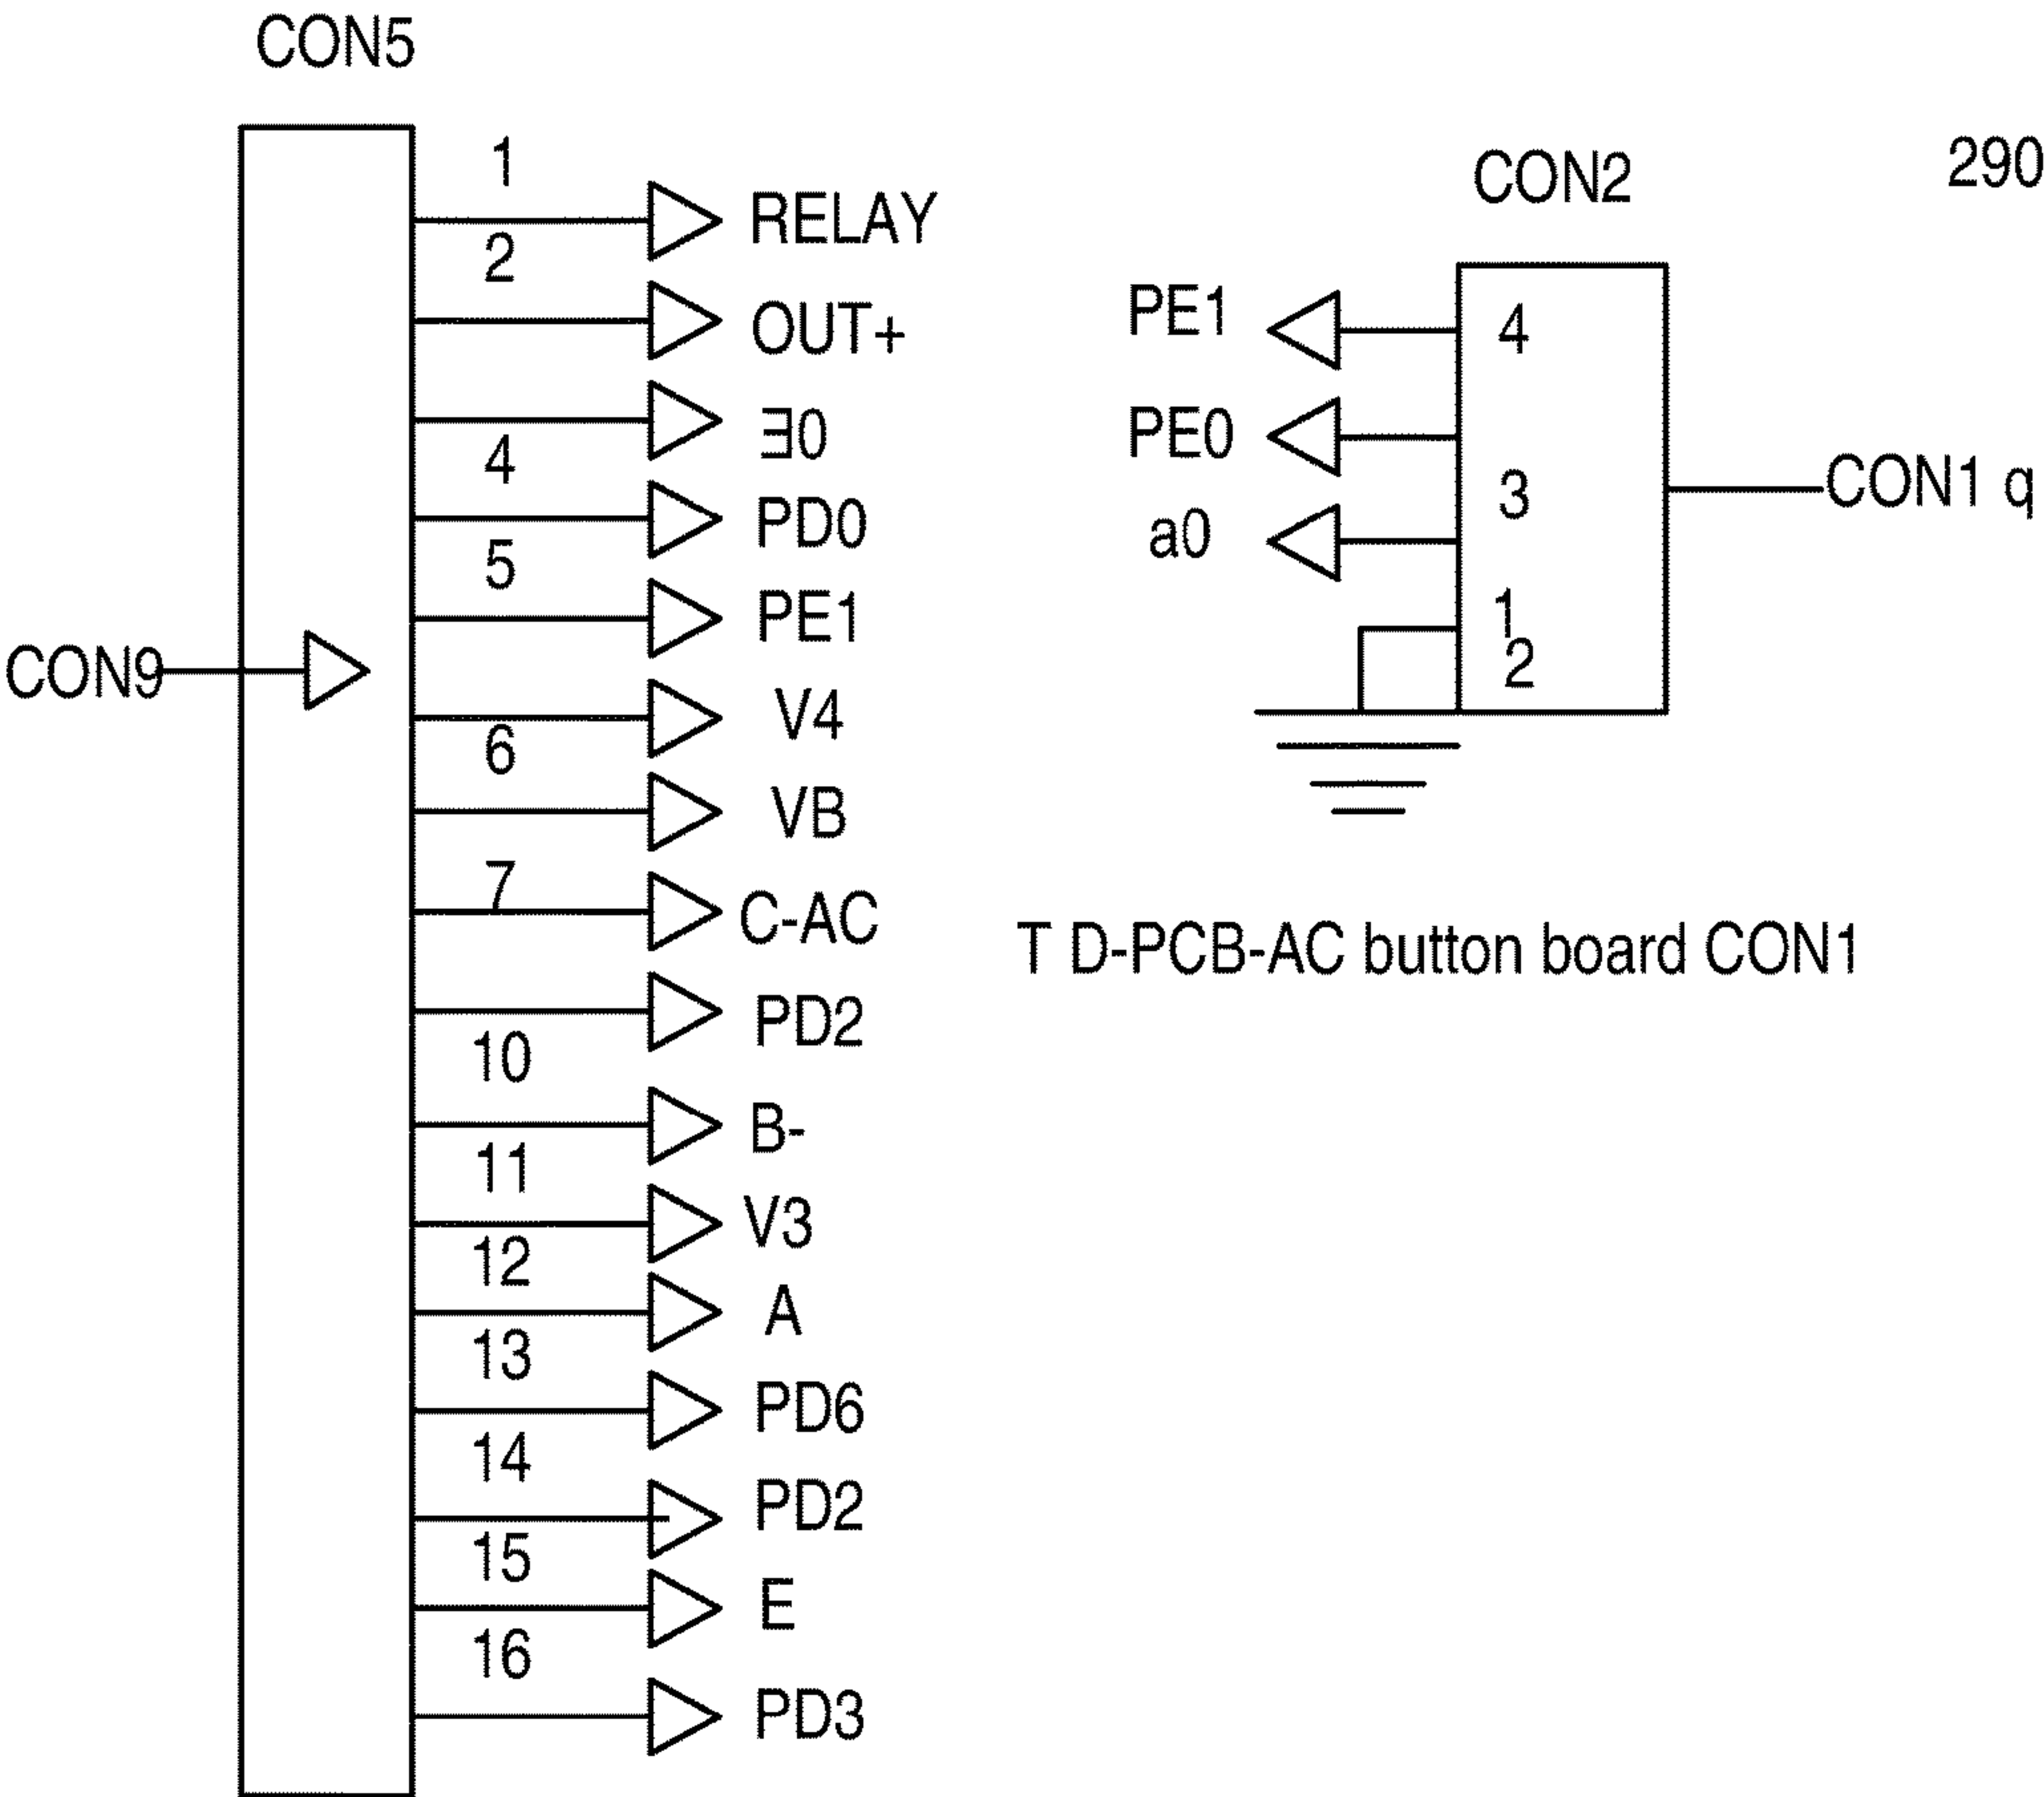 CON5
1
RELAY
2
OUT+
ƎO
4
PD0
5
PE1
CON9
V4
6
VB
7
C-AC
PD2
10
B-
11
V3
12
A
13
PD6
14
PD2
15
E
16
PD3
290
CON2
PE1
4
PE0
3
CON1 q
a0
1
2
T D-PCB-AC button board CON1